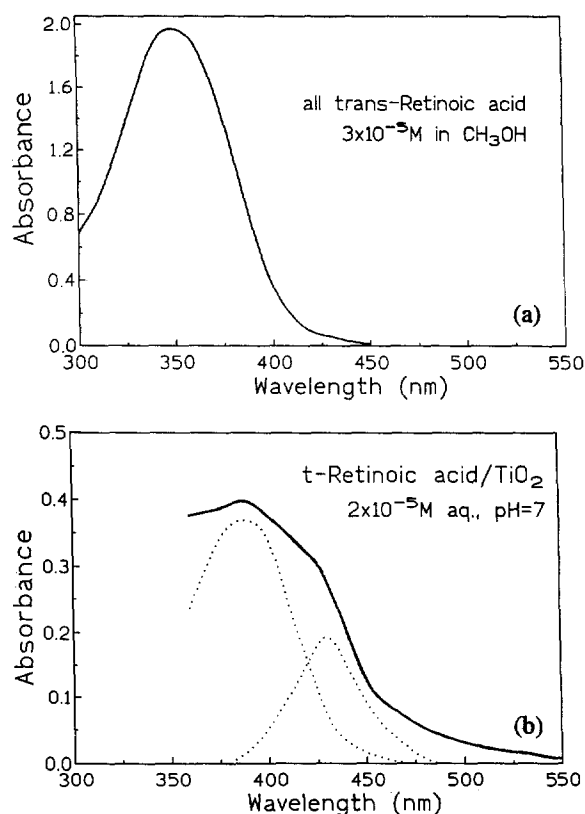 2.0
1.6
1.2
0.8
0.4
0.0
Absorbance
all trans-Retinoic acid
3x10⁻⁵M in CH₃OH
(a)
300 350 400 450 500 550
Wavelength (nm)
0.5
0.4
0.3
0.2
0.1
0.0
Absorbance
t-Retinoic acid/TiO₂
2x10⁻⁵M aq., pH=7
(b)
300 350 400 450 500 550
Wavelength (nm)